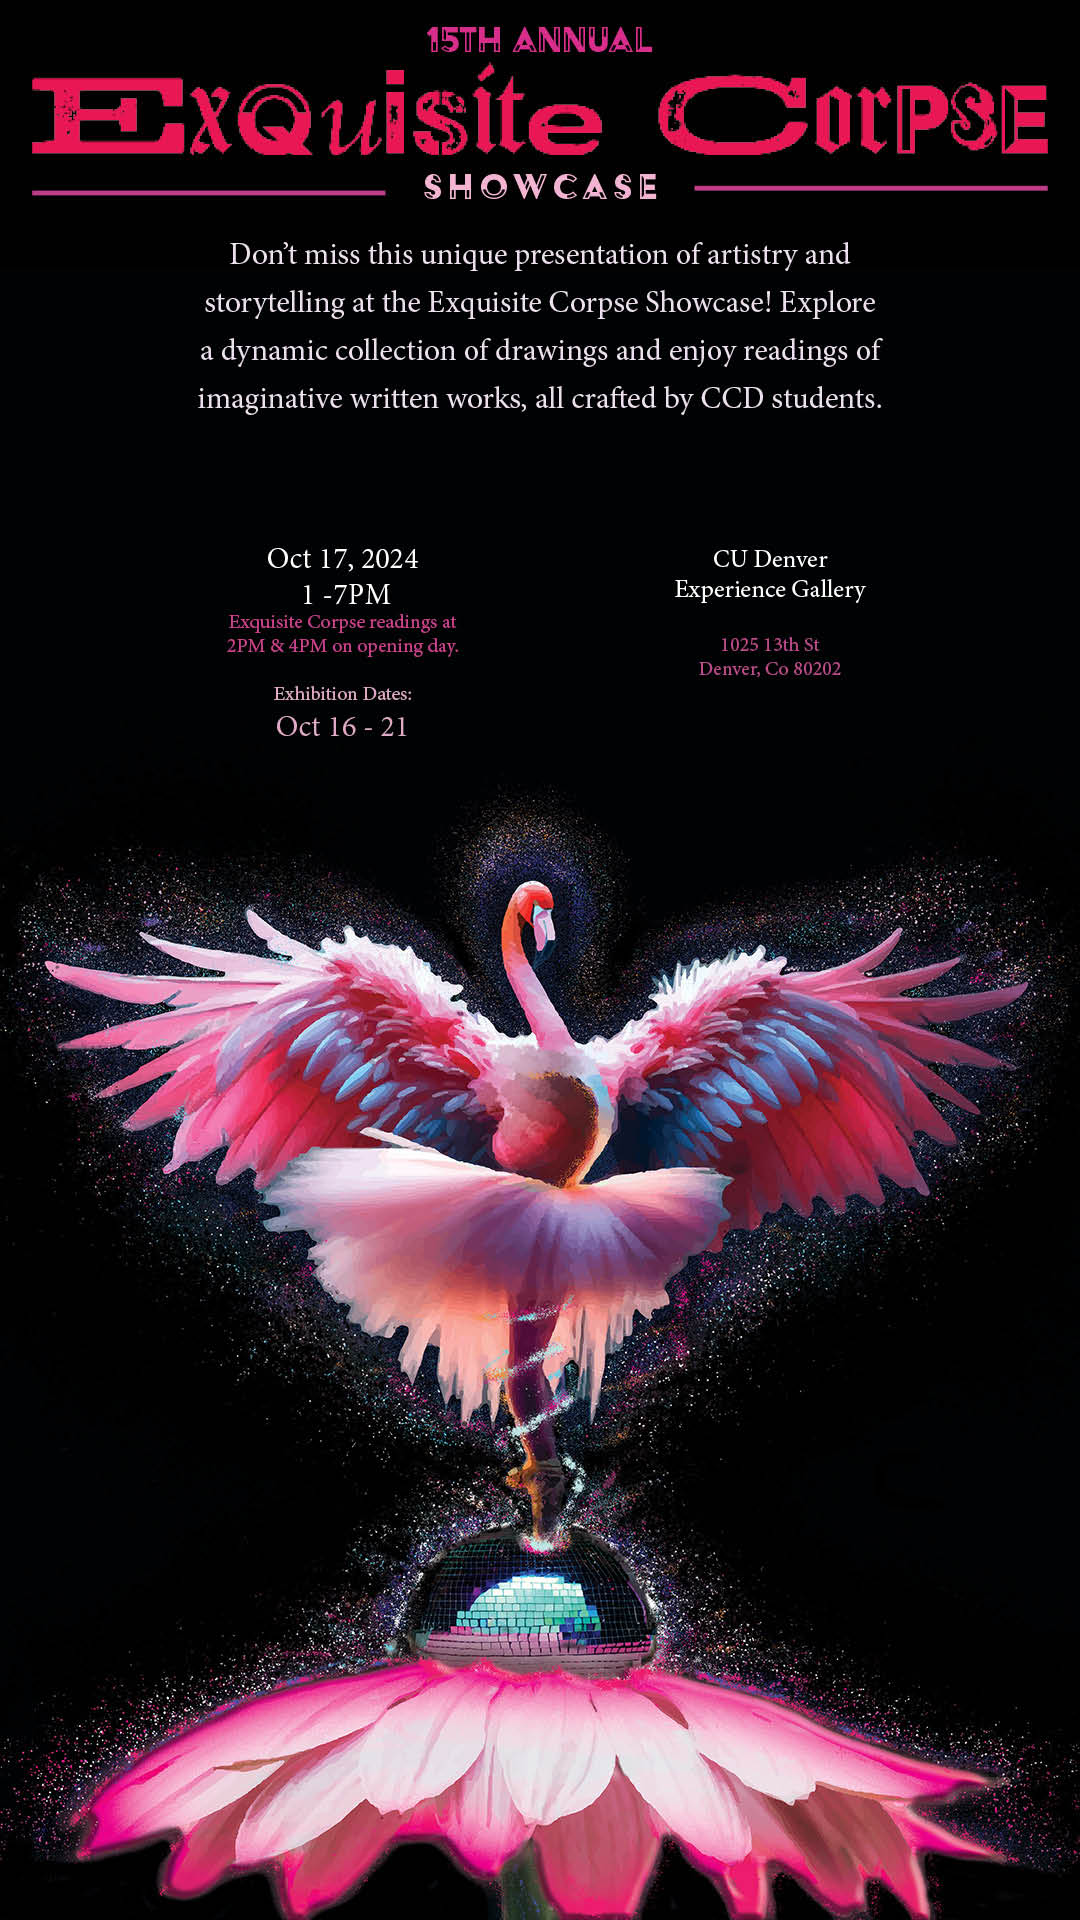 15TH ANNUAL
ExQuisíte CorPSE
SHOWCASE
Don’t miss this unique presentation of artistry and
storytelling at the Exquisite Corpse Showcase! Explore
a dynamic collection of drawings and enjoy readings of
imaginative written works, all crafted by CCD students.
Oct 17, 2024
1 -7PM
Exquisite Corpse readings at
2PM & 4PM on opening day.
Exhibition Dates:
Oct 16 - 21
CU Denver
Experience Gallery
1025 13th St
Denver, Co 80202